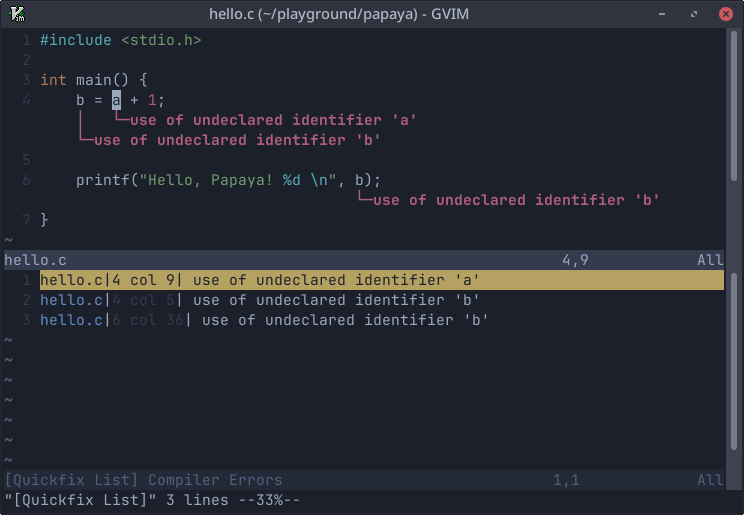 hello.c (~/playground/papaya) - GVIM
1 #include <stdio.h>
2
3 int main() {
4     b = a + 1;
        │   └─use of undeclared identifier 'a'
        └─use of undeclared identifier 'b'
5
6     printf("Hello, Papaya! %d \n", b);
                                       └─use of undeclared identifier 'b'
7 }
~
hello.c 4,9 All
1 hello.c|4 col 9| use of undeclared identifier 'a'
2 hello.c|4 col 5| use of undeclared identifier 'b'
3 hello.c|6 col 36| use of undeclared identifier 'b'
~
~
~
~
~
~
~
[Quickfix List] Compiler Errors 1,1 All
"[Quickfix List]" 3 lines --33%--